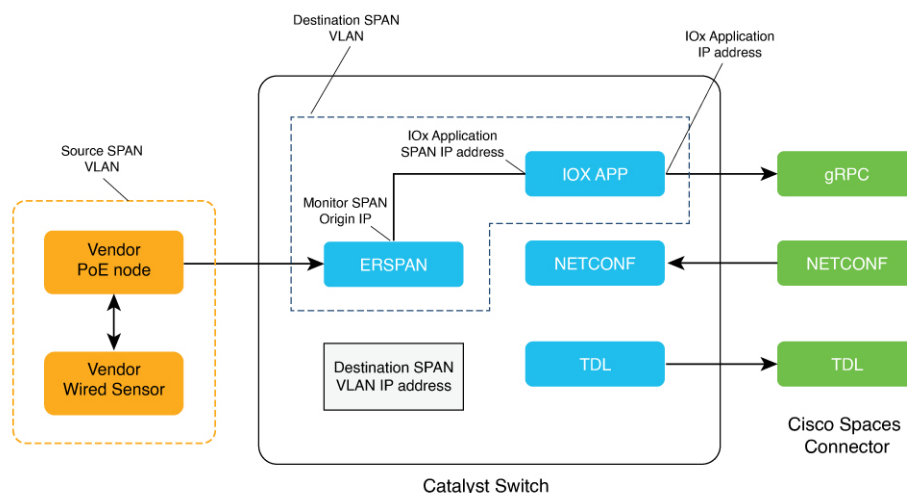 Destination SPAN
VLAN
IOx Application
IP address
Source SPAN
VLAN
IOx Application
SPAN IP address
IOX APP
gRPC
Monitor SPAN
Origin IP
Vendor
PoE node
ERSPAN
NETCONF
NETCONF
Vendor
Wired Sensor
Destination SPAN
VLAN IP address
TDL
TDL
Cisco Spaces
Connector
Catalyst Switch